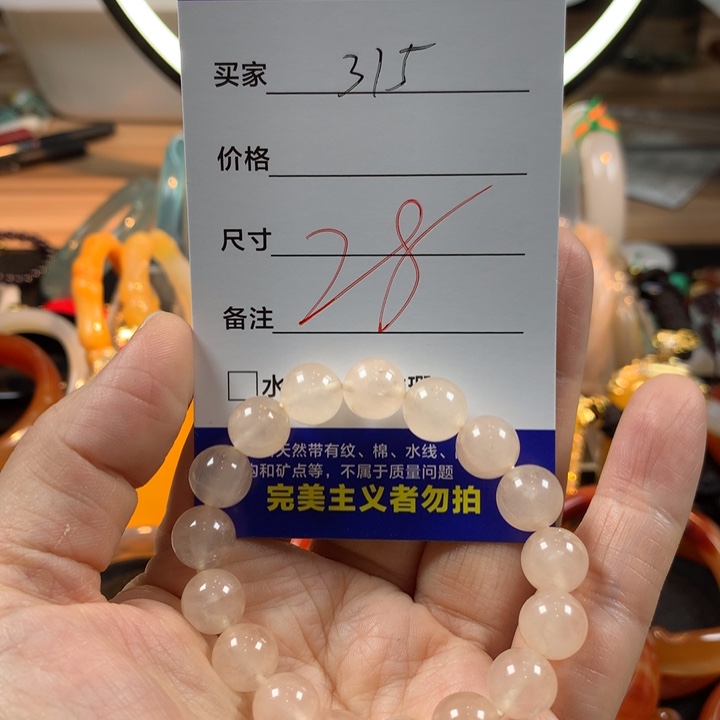 买家 315
价格
尺寸 28
备注
水
天然带有纹、棉、水线、
和矿点等，不属于质量问题
完美主义者勿拍